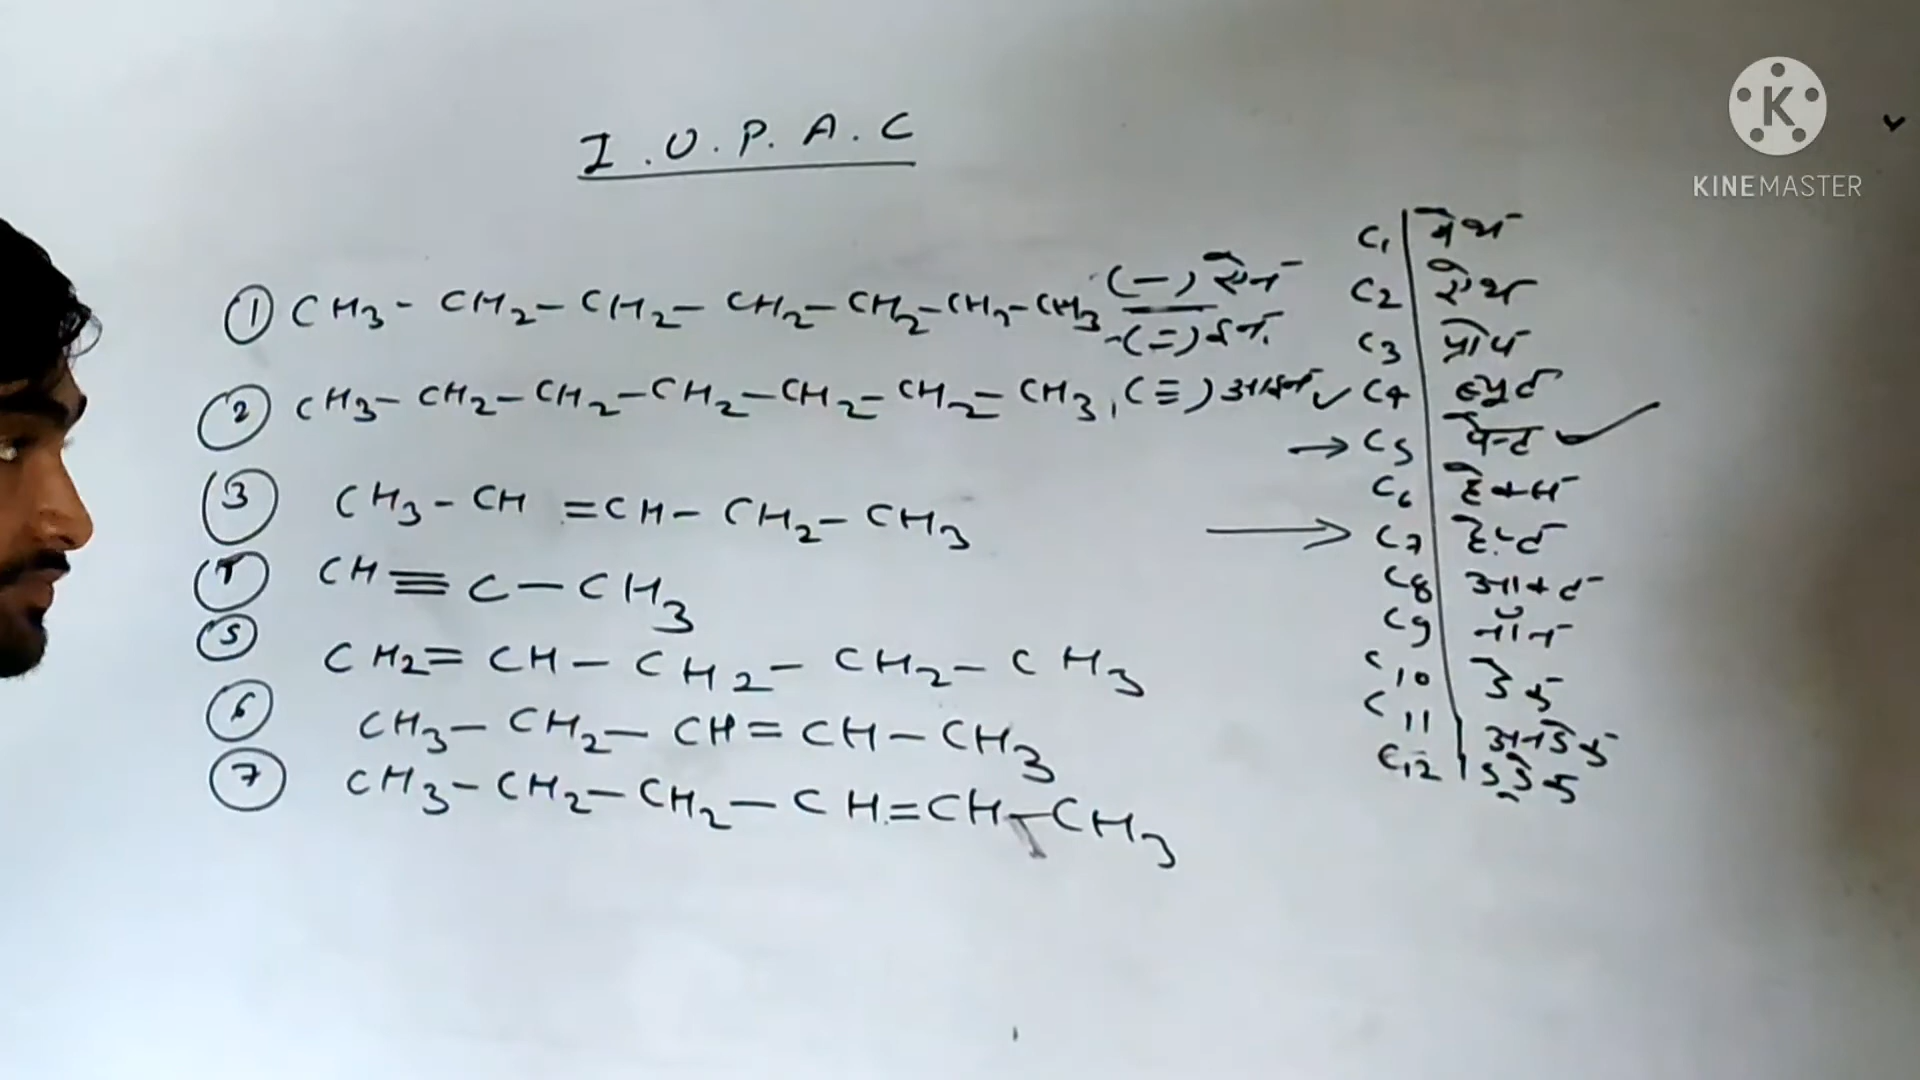 I.U.P.A.C
KINEMASTER
① CH3- CH2-CH2- CH2-CH2-CH2-CH3 (-) ऐन
(=) ईन
② CH3-CH2-CH2-CH2-CH2-CH2-CH3, (≡) आईन
③ CH3-CH=CH-CH2-CH3
CH≡C-CH3
⑤ CH2=CH-CH2-CH2-CH3
⑥ CH3-CH2-CH=CH-CH3
⑦ CH3-CH2-CH2-CH=CH-CH3
C1 मेथ
C2 ऐथ
C3 प्रोप
C4 ब्युट
→ C5 पेन्ट ✓
C6 हैक्स
→ C7 हैप्ट
C8 आक्ट
C9 नॉन
C10 डेक
C11 अनडेक
C12 डुडेक